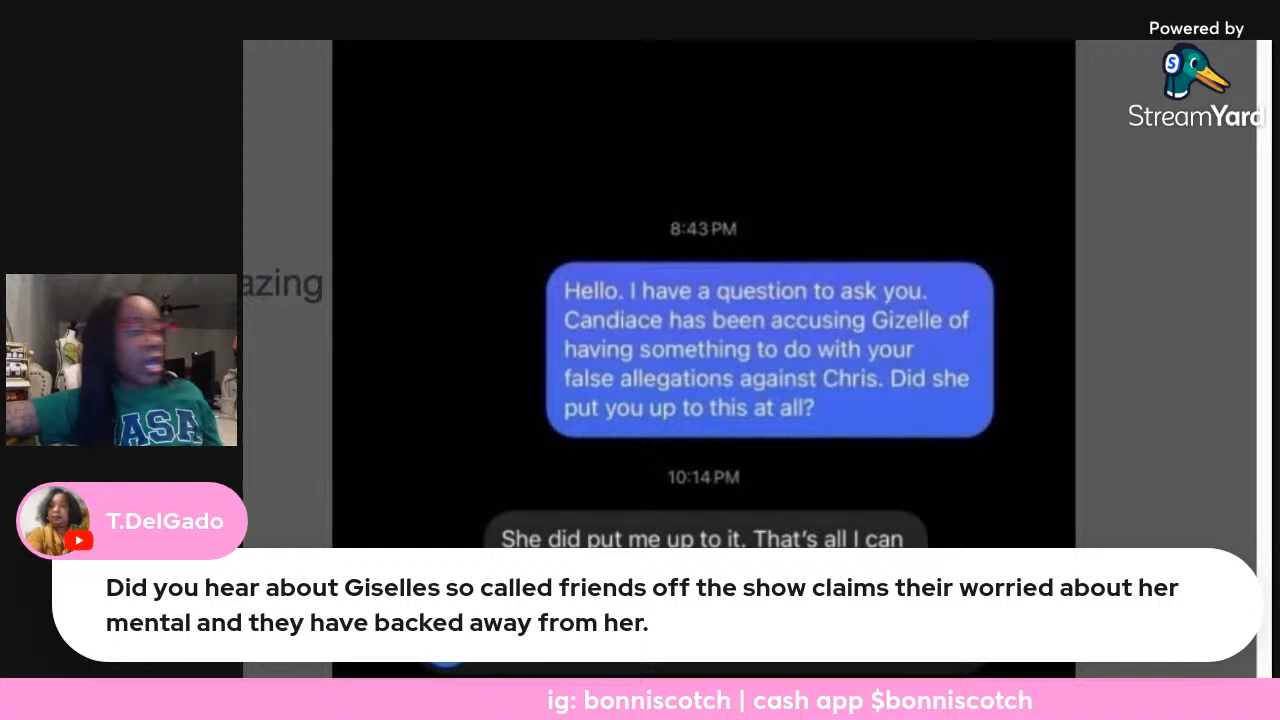 Powered by
StreamYard
azing
8:43 PM
Hello. I have a question to ask you.
Candiace has been accusing Gizelle of
having something to do with your
false allegations against Chris. Did she
put you up to this at all?
10:14 PM
She did put me up to it. That's all I can
ASA
T.DelGado
Did you hear about Giselles so called friends off the show claims their worried about her
mental and they have backed away from her.
ig: bonniscotch | cash app $bonniscotch